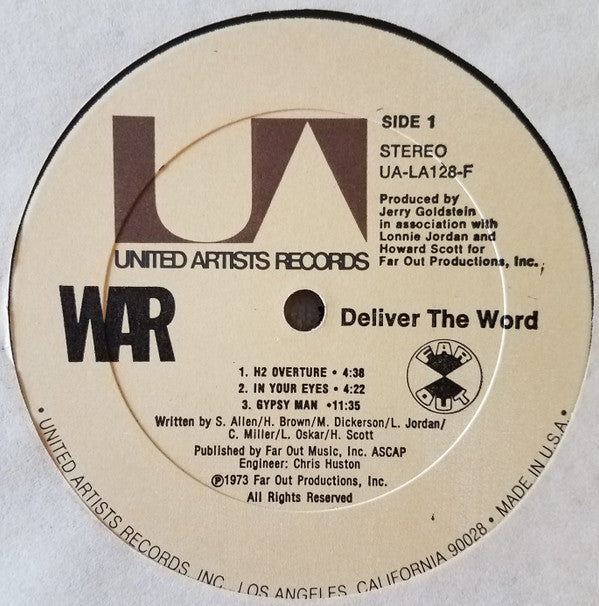 SIDE 1
STEREO
UA-LA128-F
Produced by
Jerry Goldstein
in association with
Lonnie Jordan and
Howard Scott for
Far Out Productions, Inc.
UA
UNITED ARTISTS RECORDS
WAR
Deliver The Word
FAR
OUT
1. H2 OVERTURE • 4:38
2. IN YOUR EYES • 4:22
3. GYPSY MAN •11:35
Written by S. Allen/H. Brown/M. Dickerson/L. Jordan/
C. Miller/L. Oskar/H. Scott
Published by Far Out Music, Inc. ASCAP
Engineer: Chris Huston
℗1973 Far Out Productions, Inc.
All Rights Reserved
• UNITED ARTISTS RECORDS, INC., LOS ANGELES, CALIFORNIA 90028 • MADE IN U.S.A. •